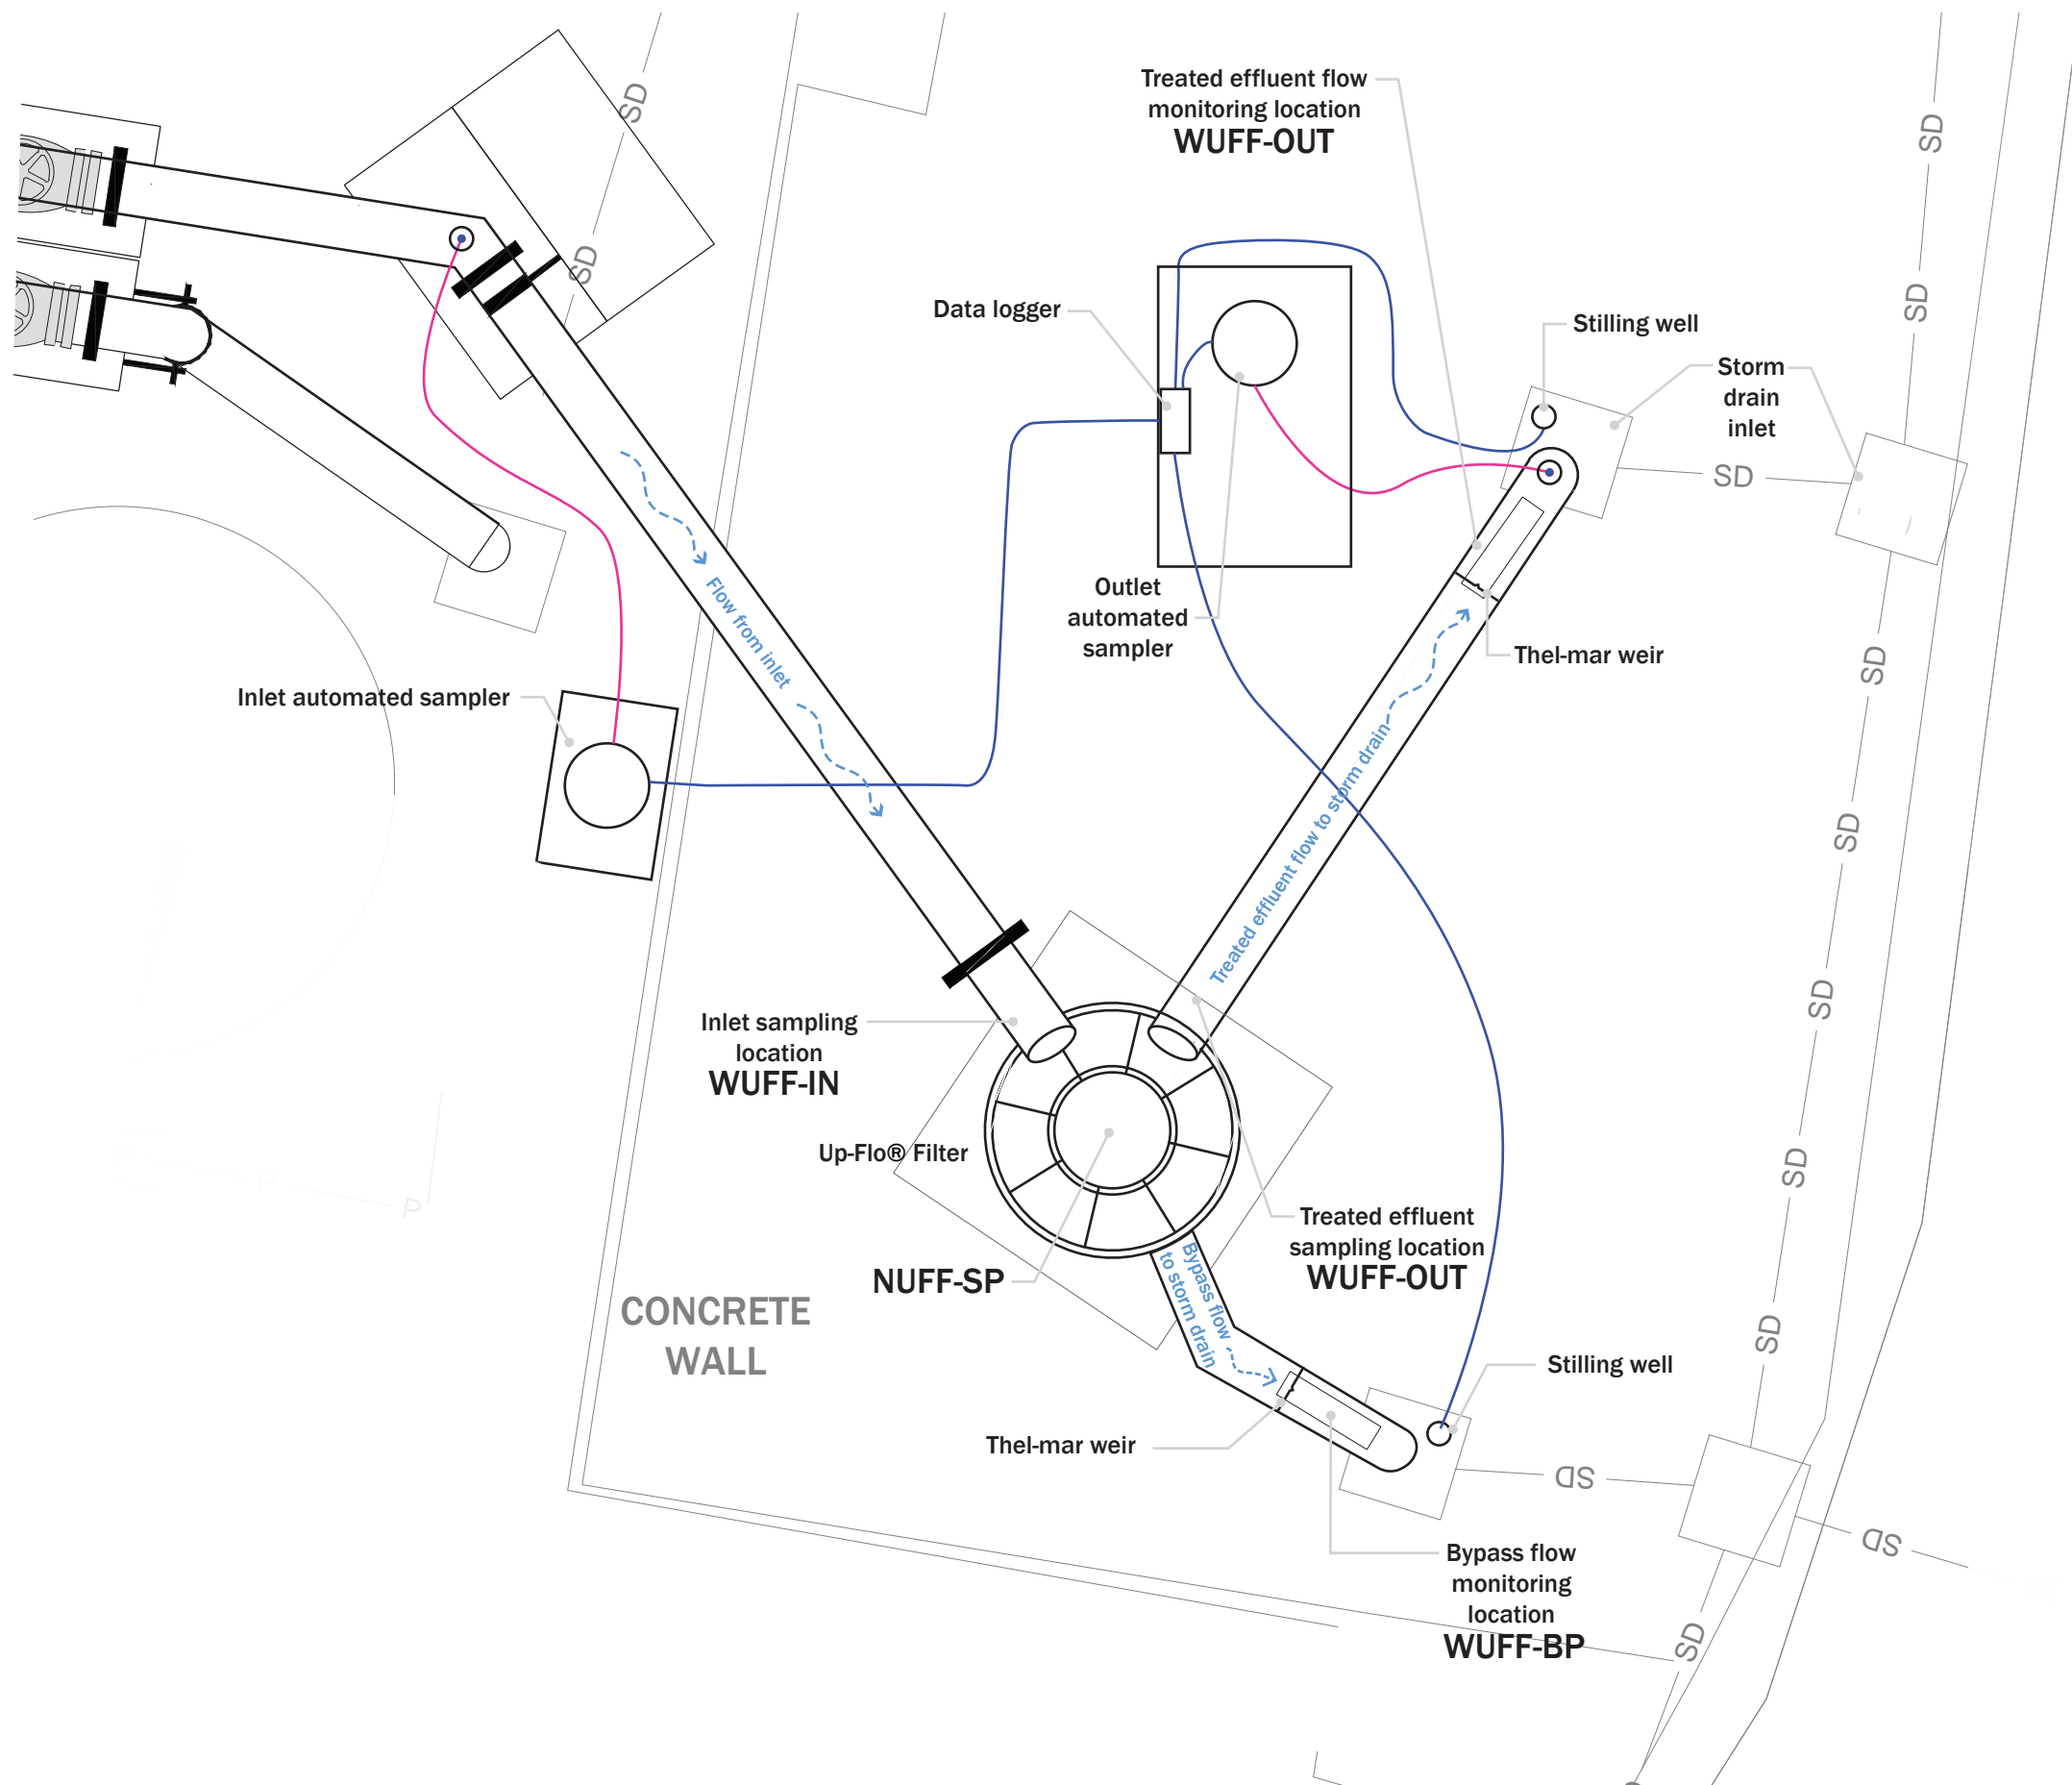 SD
SD
Treated effluent flow
monitoring location
WUFF-OUT
SD
SD
Data logger
Stilling well
Storm
drain
inlet
SD
Outlet
automated
sampler
Flow from inlet
Thel-mar weir
SD
Inlet automated sampler
Treated effluent flow to storm drain
SD
SD
Inlet sampling
location
WUFF-IN
Up-Flo® Filter
SD
P
P
Treated effluent
sampling location
WUFF-OUT
NUFF-SP
Bypass flow
to storm drain
CONCRETE
WALL
SD
Stilling well
Thel-mar weir
SD
SD
Bypass flow
monitoring
location
WUFF-BP
SD